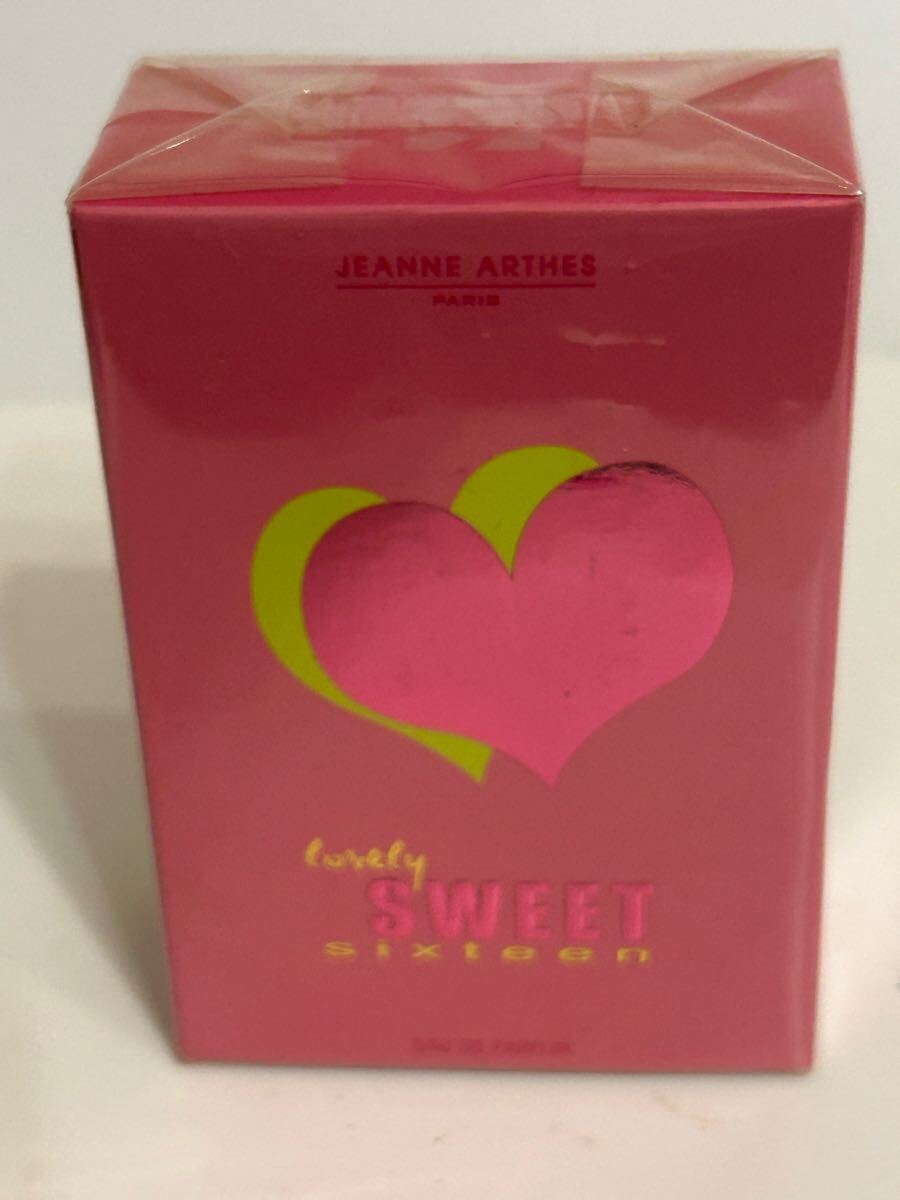 JEANNE ARTHES
PARIS
lovely
SWEET
sixteen
EAU DE PARFUM